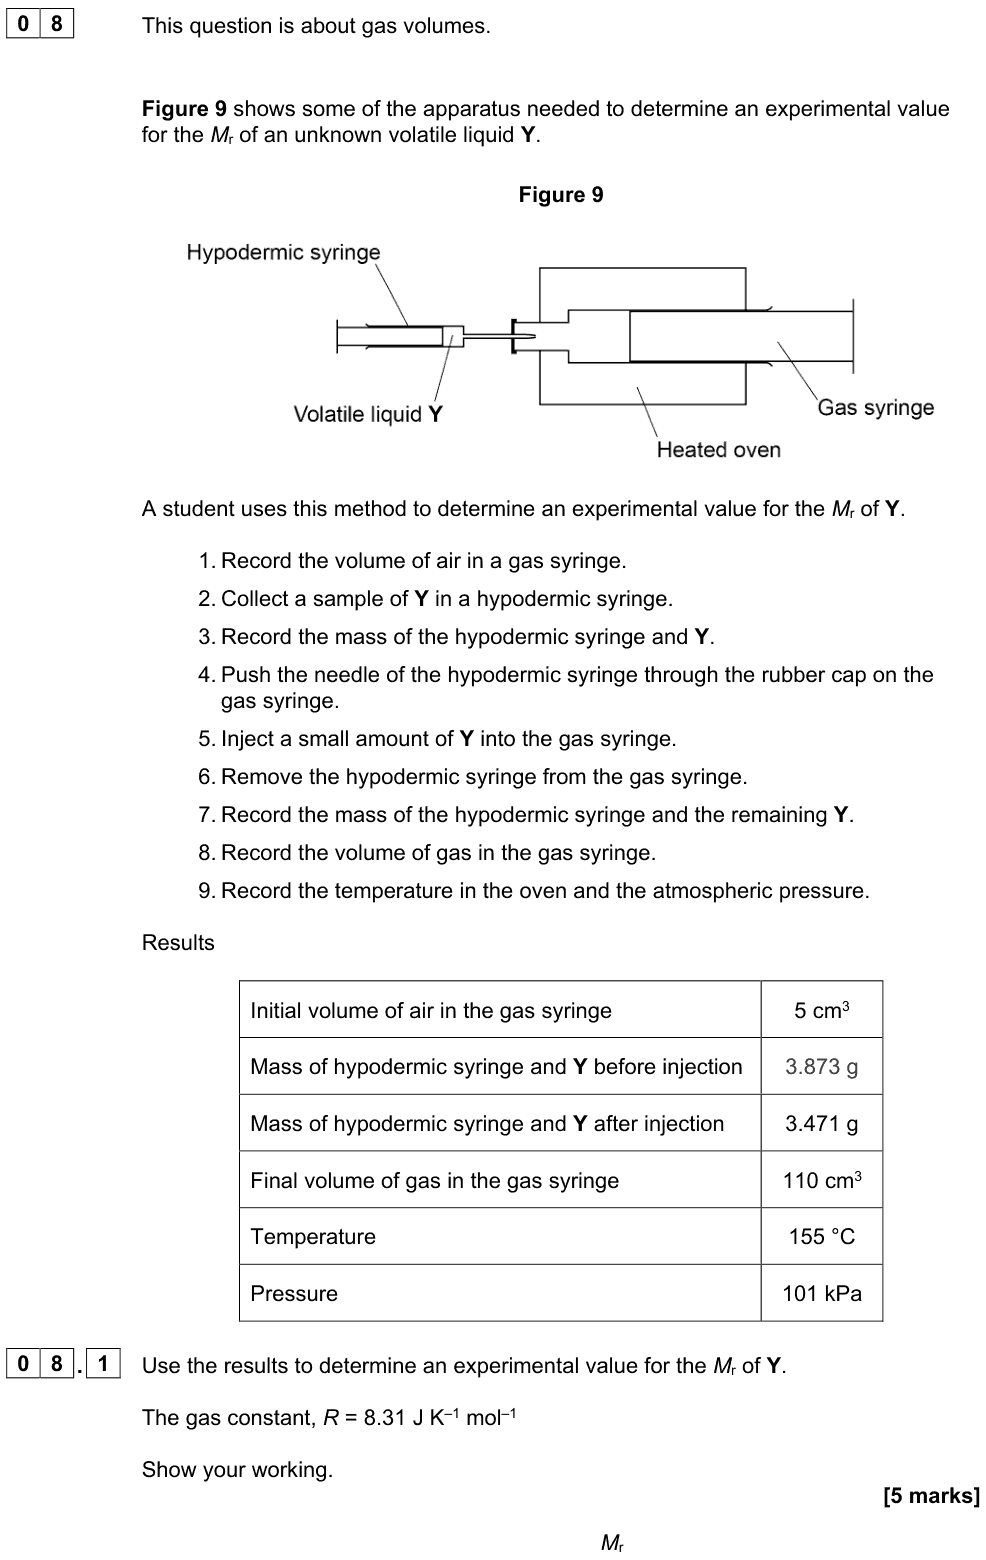 0 8 This question is about gas volumes.
Figure 9 shows some of the apparatus needed to determine an experimental value
for the Mr of an unknown volatile liquid Y.
Figure 9
Hypodermic syringe
Volatile liquid Y
Gas syringe
Heated oven
A student uses this method to determine an experimental value for the Mr of Y.
1. Record the volume of air in a gas syringe.
2. Collect a sample of Y in a hypodermic syringe.
3. Record the mass of the hypodermic syringe and Y.
4. Push the needle of the hypodermic syringe through the rubber cap on the
gas syringe.
5. Inject a small amount of Y into the gas syringe.
6. Remove the hypodermic syringe from the gas syringe.
7. Record the mass of the hypodermic syringe and the remaining Y.
8. Record the volume of gas in the gas syringe.
9. Record the temperature in the oven and the atmospheric pressure.
Results
Initial volume of air in the gas syringe 5 cm³
Mass of hypodermic syringe and Y before injection 3.873 g
Mass of hypodermic syringe and Y after injection 3.471 g
Final volume of gas in the gas syringe 110 cm³
Temperature 155 °C
Pressure 101 kPa
0 8 . 1 Use the results to determine an experimental value for the Mr of Y.
The gas constant, R = 8.31 J K⁻¹ mol⁻¹
Show your working.
[5 marks]
Mr